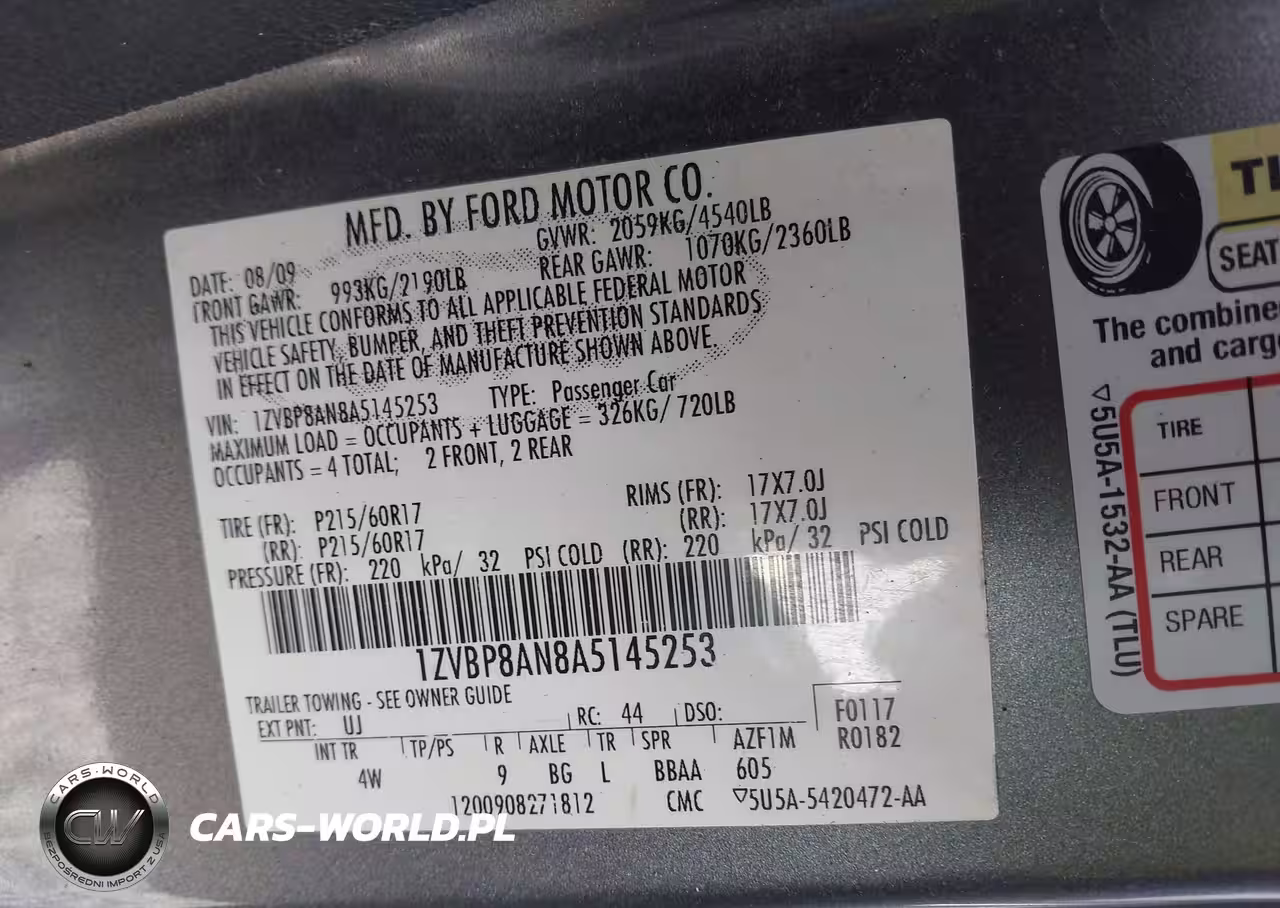 MFD. BY FORD MOTOR CO.
DATE: 08/09 GVWR: 2059KG/4540LB
FRONT GAWR: 993KG/2190LB REAR GAWR: 1070KG/2360LB
THIS VEHICLE CONFORMS TO ALL APPLICABLE FEDERAL MOTOR
VEHICLE SAFETY, BUMPER, AND THEFT PREVENTION STANDARDS
IN EFFECT ON THE DATE OF MANUFACTURE SHOWN ABOVE.
VIN: 1ZVBP8AN8A5145253 TYPE: Passenger Car
MAXIMUM LOAD = OCCUPANTS + LUGGAGE = 326KG/ 720LB
OCCUPANTS = 4 TOTAL; 2 FRONT, 2 REAR
TIRE (FR): P215/60R17 RIMS (FR): 17X7.0J
(RR): P215/60R17 (RR): 17X7.0J
PRESSURE (FR): 220 kPa/ 32 PSI COLD (RR): 220 kPa/ 32 PSI COLD
1ZVBP8AN8A5145253
TRAILER TOWING - SEE OWNER GUIDE
EXT PNT: UJ RC: 44 DSO: F0117
INT TR TP/PS R AXLE TR SPR AZF1M R0182
4W 9 BG L BBAA 605
1200908271812 CMC ▽5U5A-5420472-AA
TI
SEAT
The combine
and carg
▽5U5A-1532-AA (TLU)
TIRE
FRONT
REAR
SPARE
CARS-WORLD
CW
BEZPOŚREDNI IMPORT Z USA
CARS-WORLD.PL